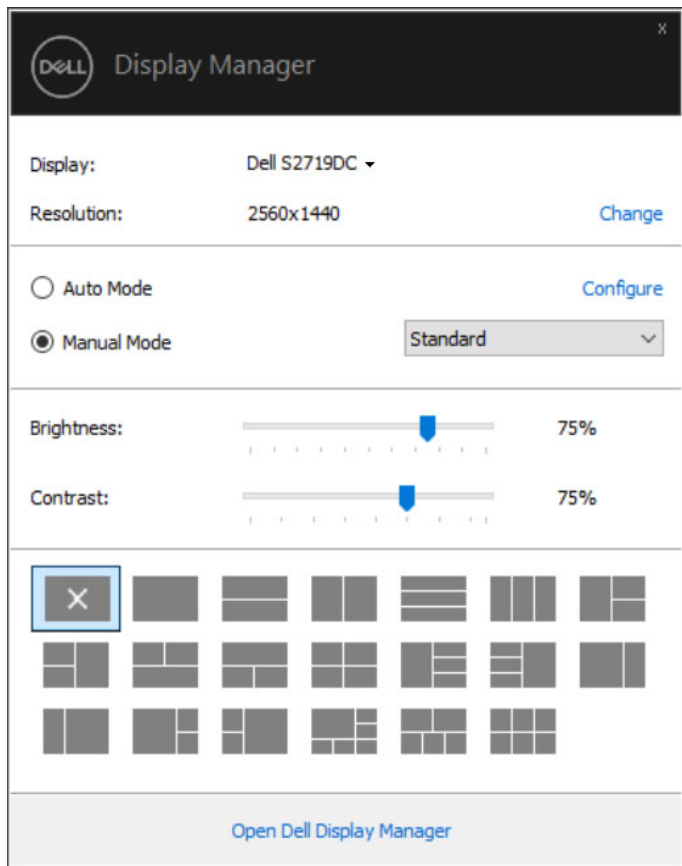 x
DELL Display Manager
Display: Dell S2719DC
Resolution: 2560x1440 Change
Auto Mode Configure
Manual Mode Standard
Brightness: 75%
Contrast: 75%
Open Dell Display Manager